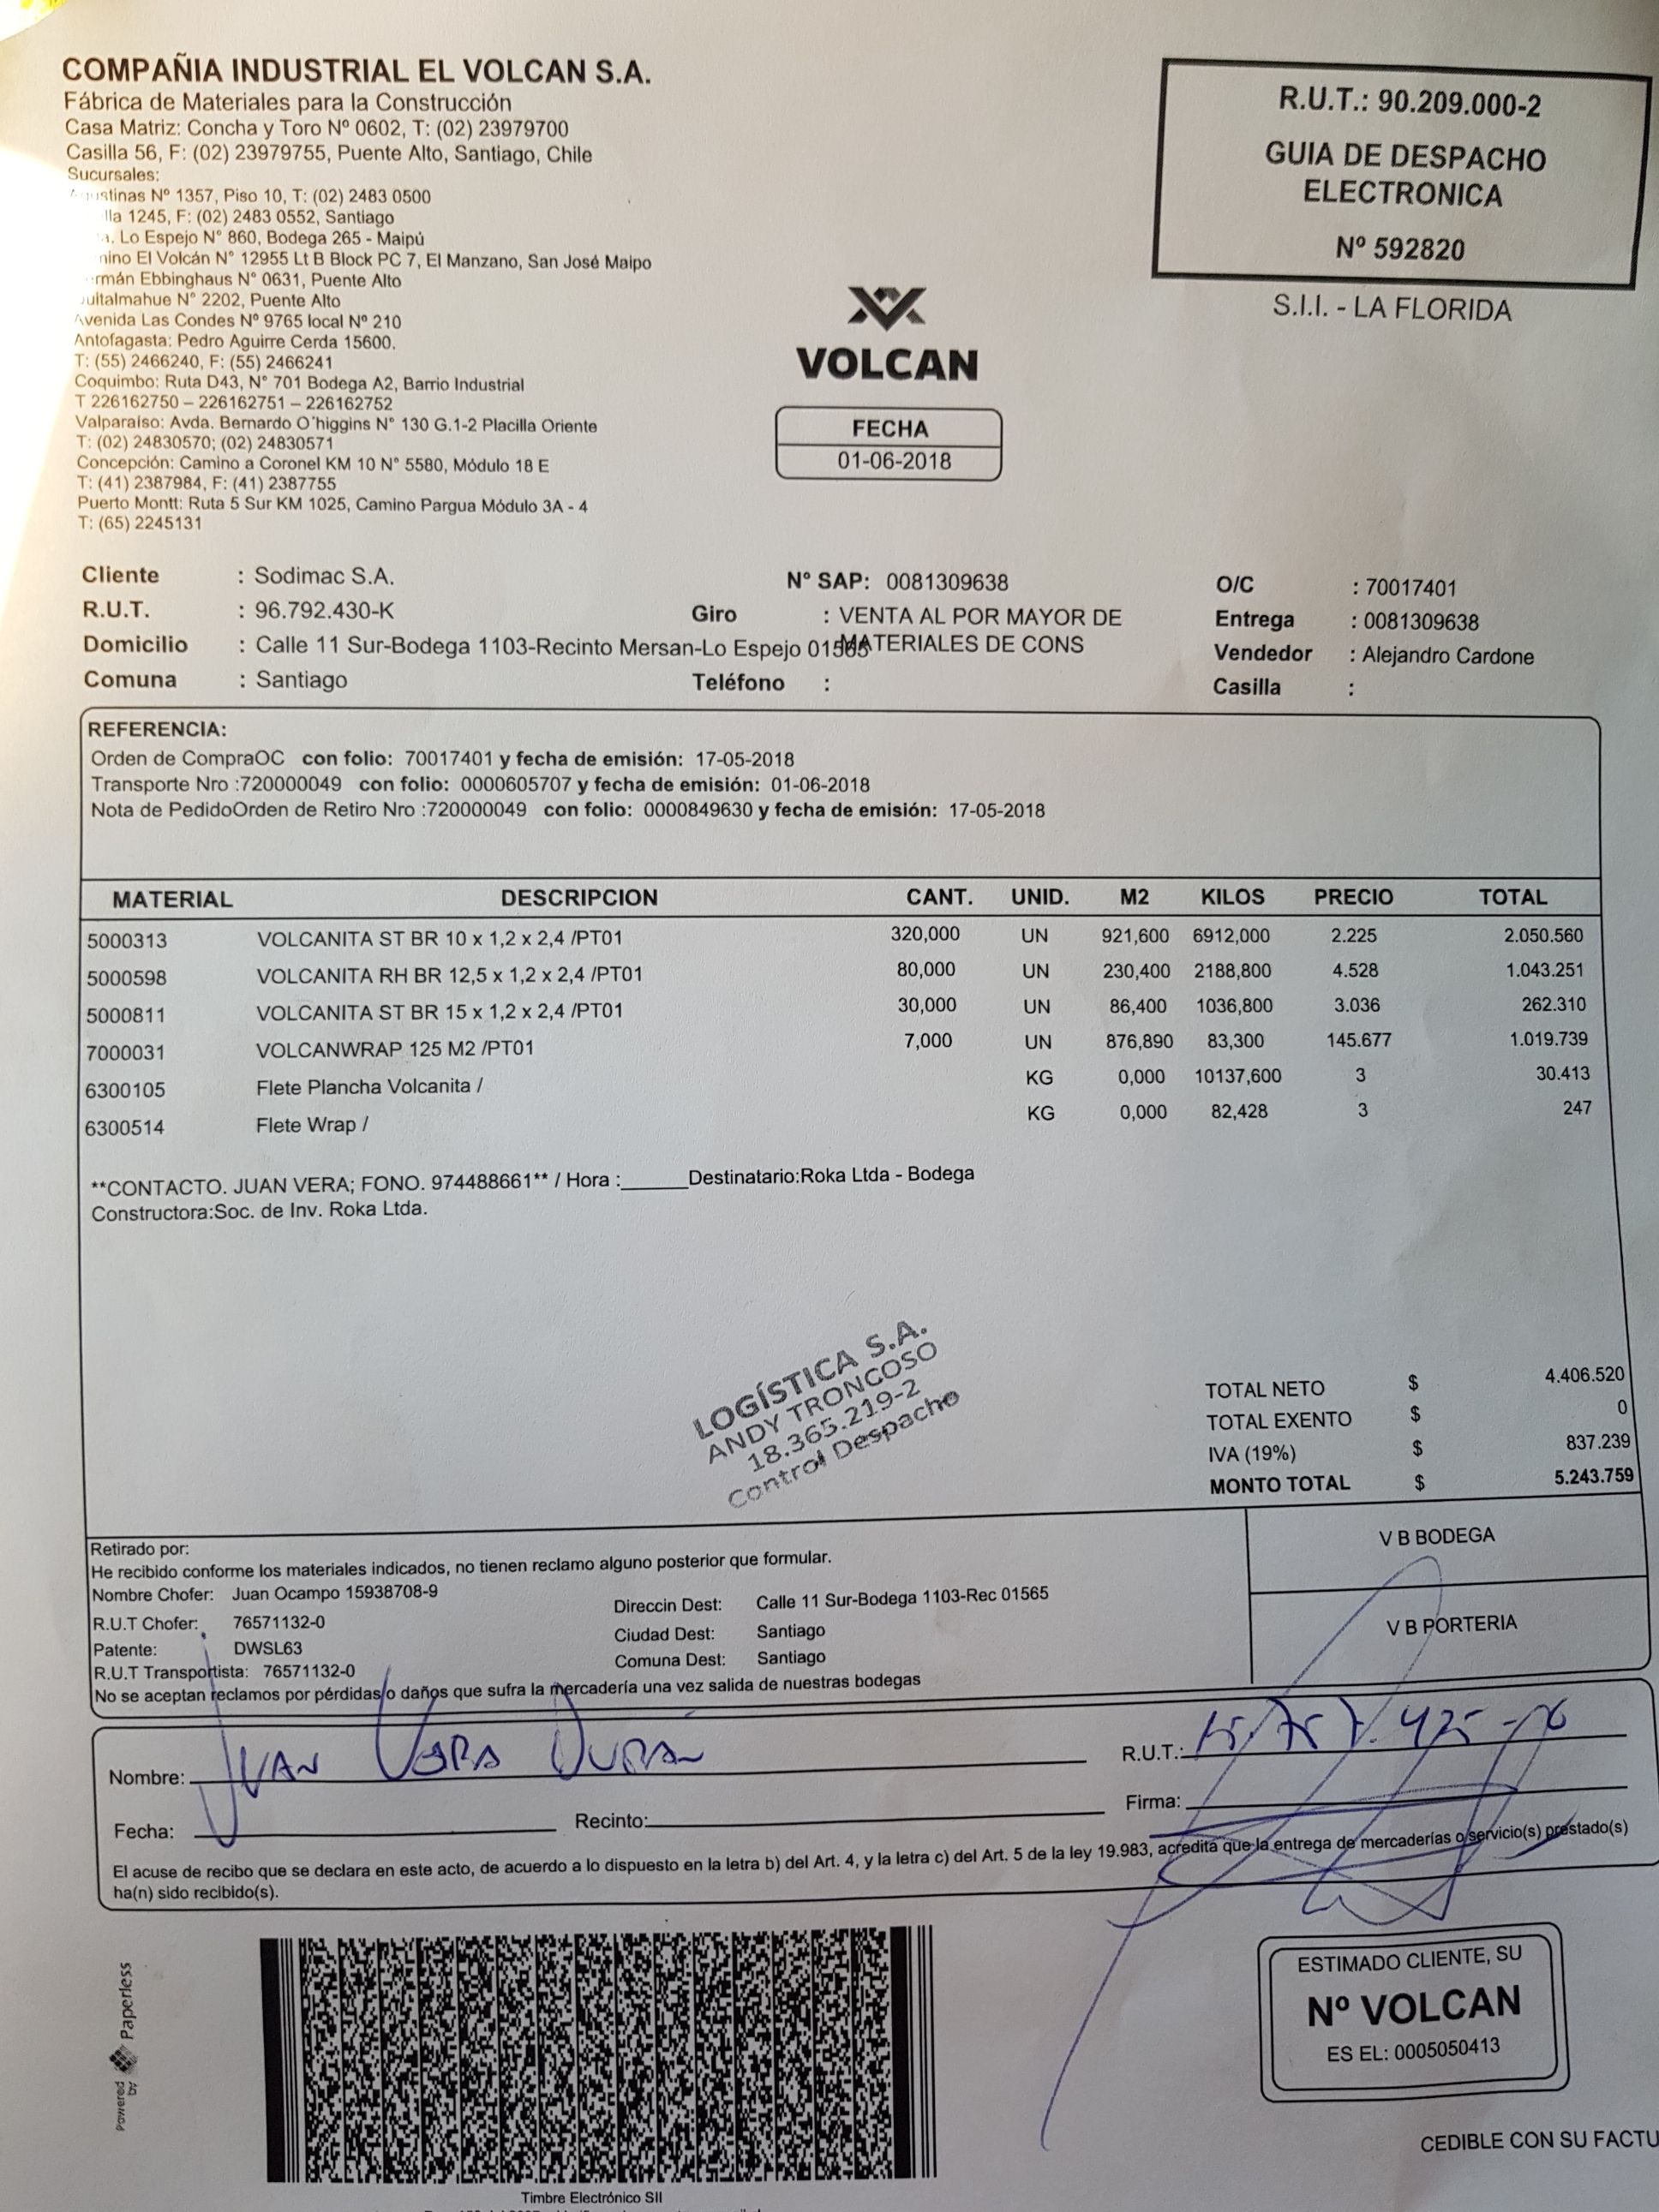 COMPAÑIA INDUSTRIAL EL VOLCAN S.A.
Fábrica de Materiales para la Construcción
Casa Matriz: Concha y Toro Nº 0602, T: (02) 23979700
Casilla 56, F: (02) 23979755, Puente Alto, Santiago, Chile
Sucursales:
Nº 1357, Piso 10, T: (02) 2483 0500
1245, F: (02) 2483 0552, Santiago
Lo Espejo N° 860, Bodega 265 - Maipú
El Volcán N° 12955 Lt B Block PC 7, El Manzano, San José Maipo
Ebbinghaus N° 0631, Puente Alto
N° 2202, Puente Alto
Avenida Las Condes Nº 9765 local Nº 210
Antofagasta: Pedro Aguirre Cerda 15600.
T: (55) 2466240, F: (55) 2466241
Coquimbo: Ruta D43, N° 701 Bodega A2, Barrio Industrial
T 226162750 – 226162751 – 226162752
Valparaíso: Avda. Bernardo O'higgins N° 130 G.1-2 Placilla Oriente
T: (02) 24830570; (02) 24830571
Concepción: Camino a Coronel KM 10 N° 5580, Módulo 18 E
T: (41) 2387984, F: (41) 2387755
Puerto Montt: Ruta 5 Sur KM 1025, Camino Pargua Módulo 3A - 4
T: (65) 2245131
VOLCAN
FECHA
01-06-2018
R.U.T.: 90.209.000-2
GUIA DE DESPACHO
ELECTRONICA
Nº 592820
S.I.I. - LA FLORIDA
Cliente : Sodimac S.A. Nº SAP: 0081309638 O/C : 70017401
R.U.T. : 96.792.430-K Giro : VENTA AL POR MAYOR DE Entrega : 0081309638
Domicilio : Calle 11 Sur-Bodega 1103-Recinto Mersan-Lo Espejo 01565 MATERIALES DE CONS Vendedor : Alejandro Cardone
Comuna : Santiago Teléfono : Casilla :
REFERENCIA:
Orden de CompraOC con folio: 70017401 y fecha de emisión: 17-05-2018
Transporte Nro :720000049 con folio: 0000605707 y fecha de emisión: 01-06-2018
Nota de PedidoOrden de Retiro Nro :720000049 con folio: 0000849630 y fecha de emisión: 17-05-2018
MATERIAL DESCRIPCION CANT. UNID. M2 KILOS PRECIO TOTAL
5000313 VOLCANITA ST BR 10 x 1,2 x 2,4 /PT01 320,000 UN 921,600 6912,000 2.225 2.050.560
5000598 VOLCANITA RH BR 12,5 x 1,2 x 2,4 /PT01 80,000 UN 230,400 2188,800 4.528 1.043.251
5000811 VOLCANITA ST BR 15 x 1,2 x 2,4 /PT01 30,000 UN 86,400 1036,800 3.036 262.310
7000031 VOLCANWRAP 125 M2 /PT01 7,000 UN 876,890 83,300 145.677 1.019.739
6300105 Flete Plancha Volcanita / KG 0,000 10137,600 3 30.413
6300514 Flete Wrap / KG 0,000 82,428 3 247
**CONTACTO. JUAN VERA; FONO. 974488661** / Hora :______Destinatario:Roka Ltda - Bodega
Constructora:Soc. de Inv. Roka Ltda.
LOGÍSTICA S.A.
ANDY TRONCOSO
18.365.219-2
Control Despacho
TOTAL NETO $ 4.406.520
TOTAL EXENTO $ 0
IVA (19%) $ 837.239
MONTO TOTAL $ 5.243.759
Retirado por:
He recibido conforme los materiales indicados, no tienen reclamo alguno posterior que formular.
Nombre Chofer: Juan Ocampo 15938708-9 Direccin Dest: Calle 11 Sur-Bodega 1103-Rec 01565
R.U.T Chofer: 76571132-0 Ciudad Dest: Santiago
Patente: DWSL63 Comuna Dest: Santiago
R.U.T Transportista: 76571132-0
No se aceptan reclamos por pérdidas o daños que sufra la mercadería una vez salida de nuestras bodegas
V B BODEGA
V B PORTERIA
Nombre: JUAN VERA DURAN R.U.T.:
Fecha: Recinto: Firma:
El acuse de recibo que se declara en este acto, de acuerdo a lo dispuesto en la letra b) del Art. 4, y la letra c) del Art. 5 de la ley 19.983, acredita que la entrega de mercaderías o servicio(s) prestado(s)
ha(n) sido recibido(s).
Powered by Paperless
ESTIMADO CLIENTE, SU
Nº VOLCAN
ES EL: 0005050413
CEDIBLE CON SU FACTU
Timbre Electrónico SII